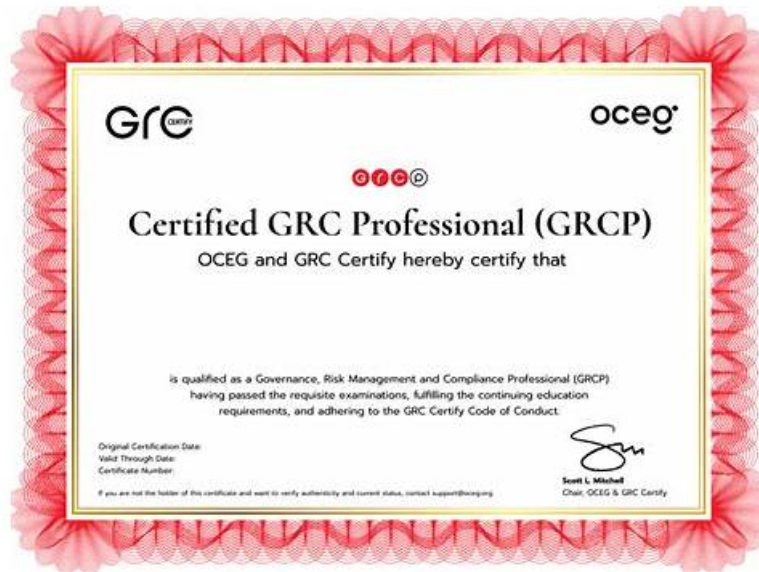 GrC CERTIFY
oceg
GrCP
Certified GRC Professional (GRCP)
OCEG and GRC Certify hereby certify that
is qualified as a Governance, Risk Management and Compliance Professional (GRCP)
having passed the requisite examinations, fulfilling the continuing education
requirements, and adhering to the GRC Certify Code of Conduct.
Original Certification Date:
Valid Through Date:
Certificate Number:
Scott L. Mitchell
Chair, OCEG & GRC Certify
If you are not the holder of this certificate and want to verify authenticity and current status, contact support@oceg.org